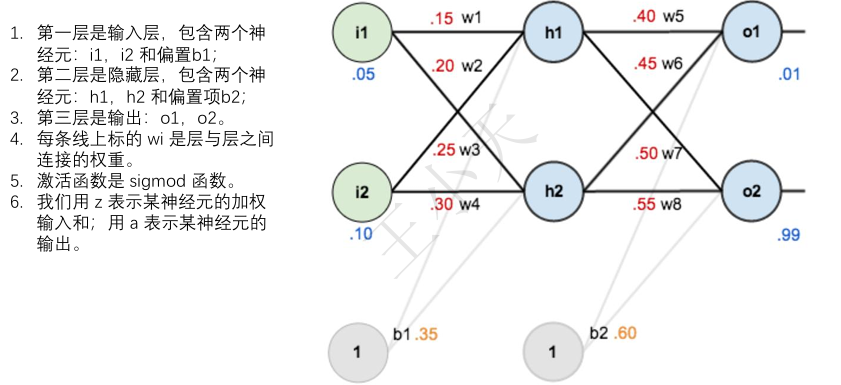 1. 第一层是输入层，包含两个神
经元：i1，i2 和偏置b1；
2. 第二层是隐藏层，包含两个神
经元：h1，h2 和偏置项b2；
3. 第三层是输出：o1，o2。
4. 每条线上标的 wi 是层与层之间
连接的权重。
5. 激活函数是 sigmod 函数。
6. 我们用 z 表示某神经元的加权
输入和；用 a 表示某神经元的
输出。
i1
.15 w1
h1
.40 w5
o1
.05
.20 w2
.45 w6
.01
.25 w3
.50 w7
i2
.30 w4
h2
.55 w8
o2
.10
.99
b1 .35
b2 .60
1
1